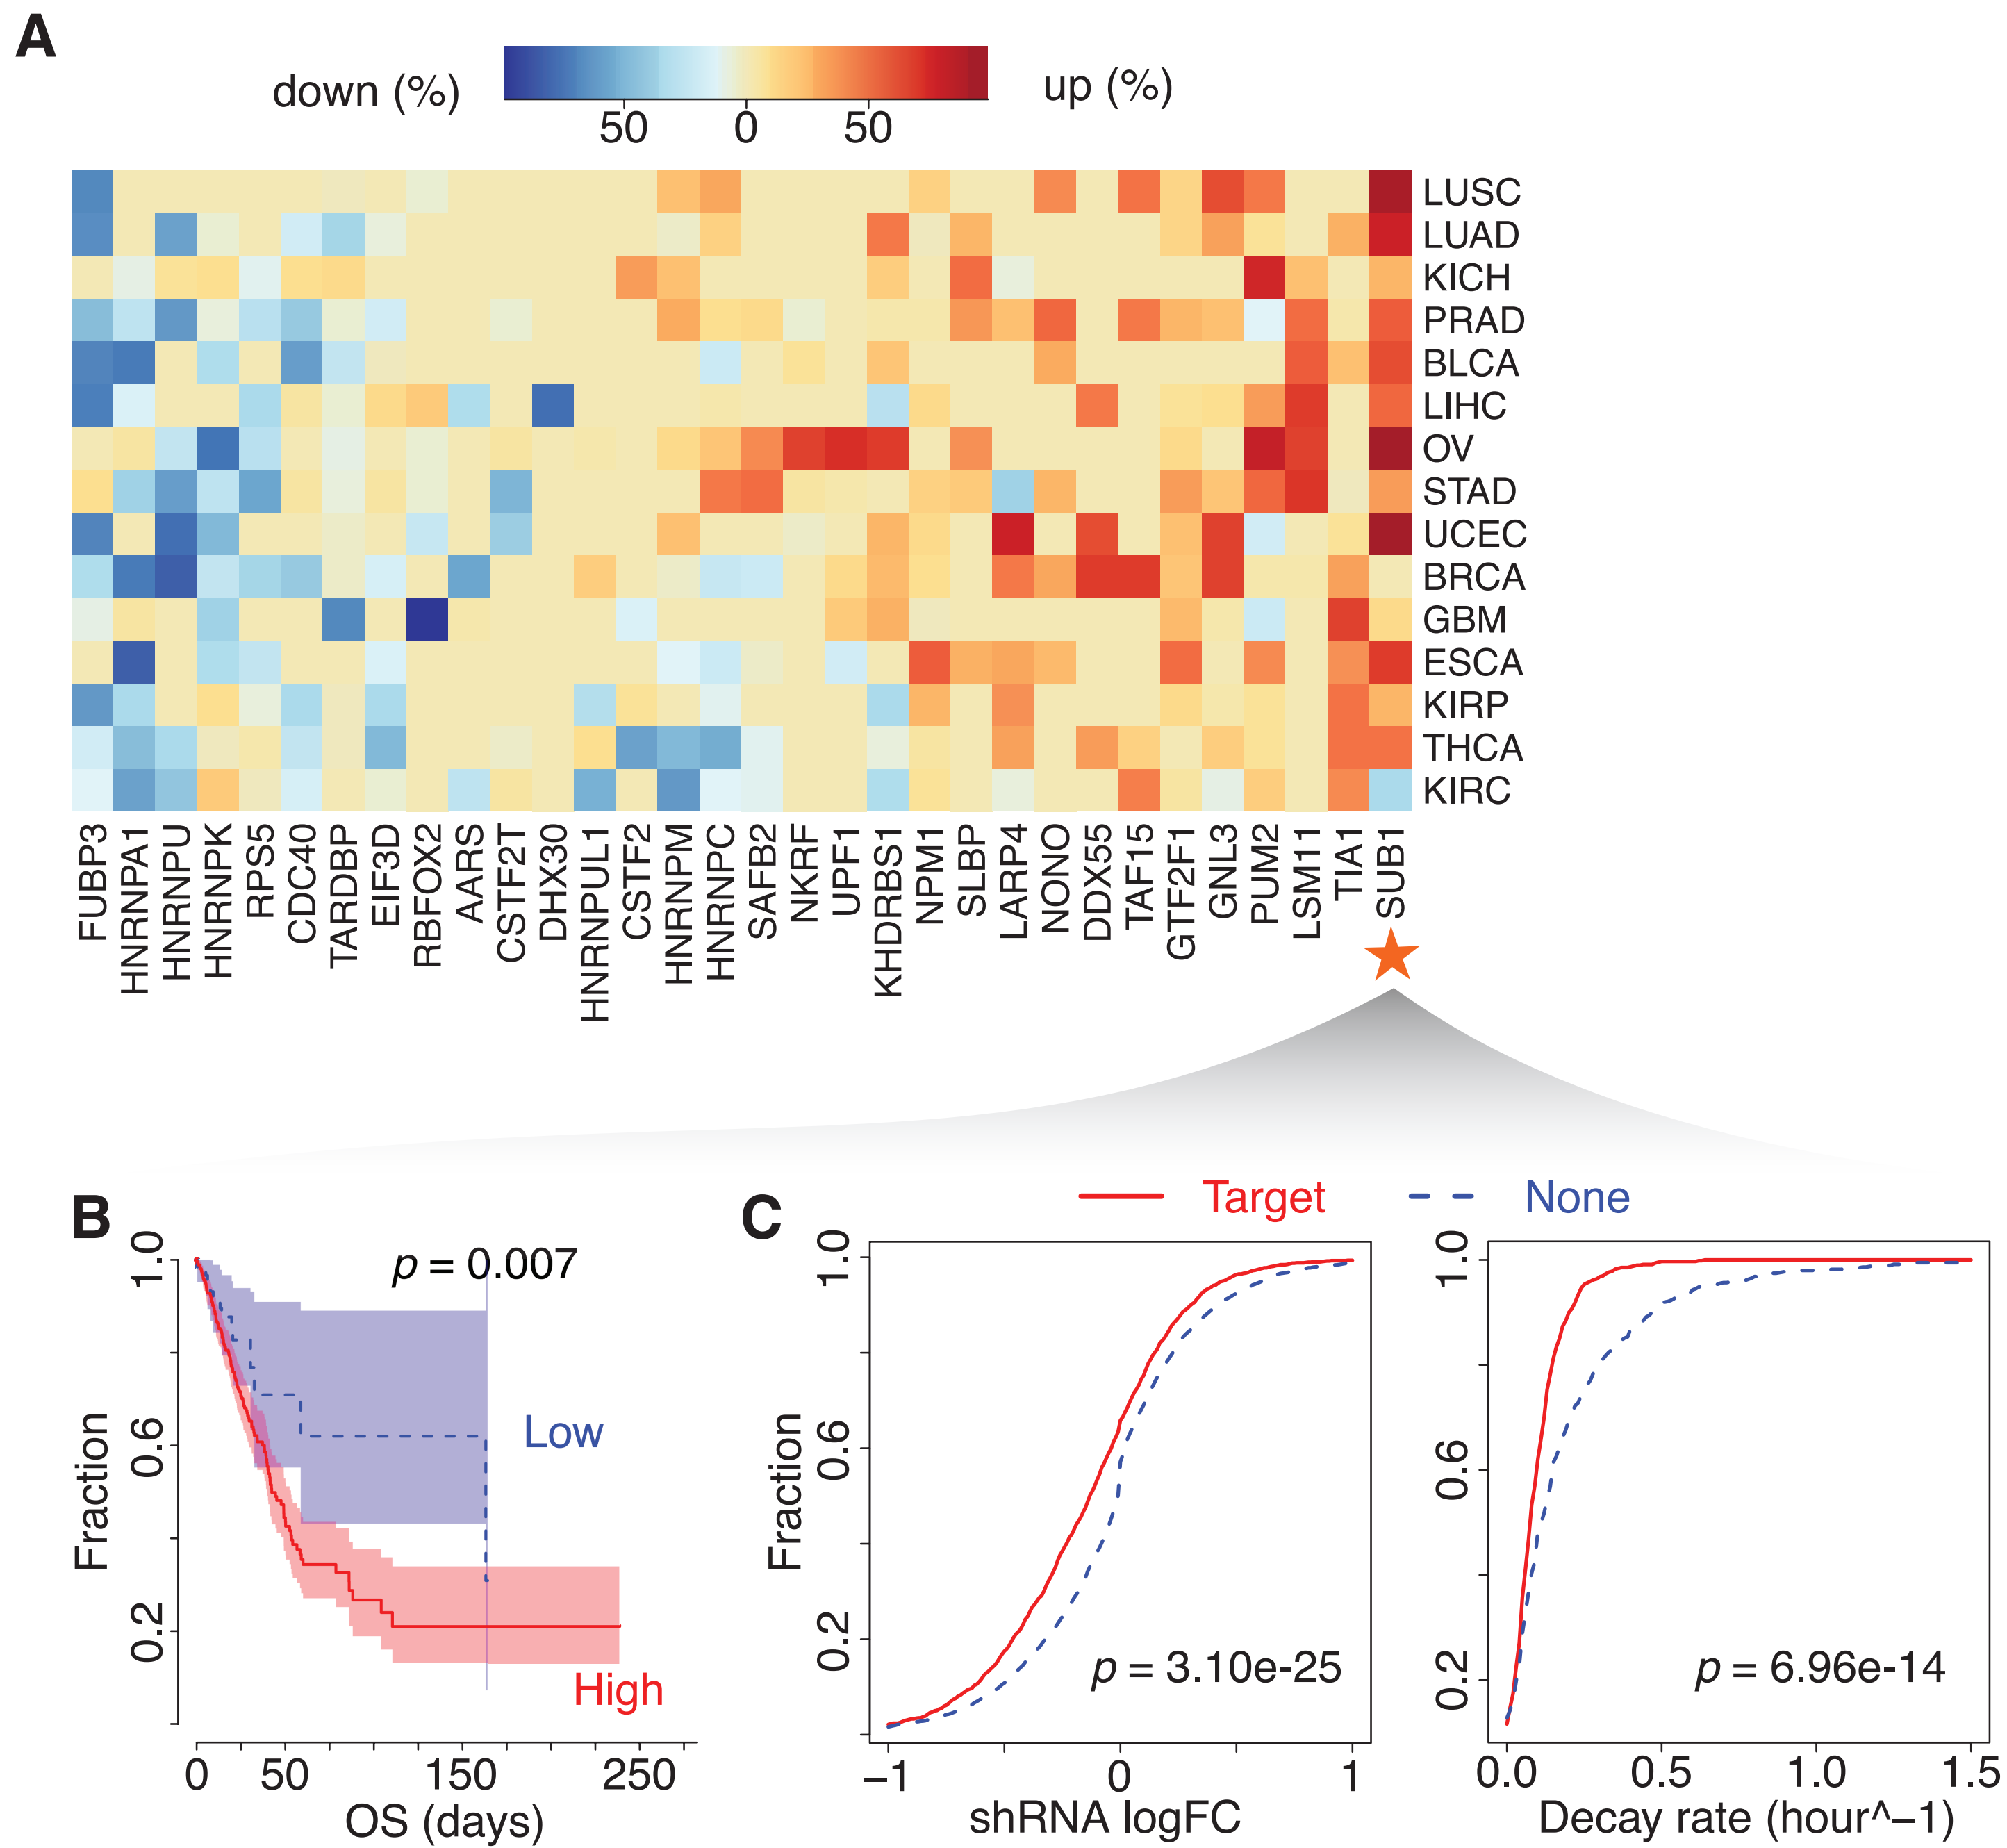 A
down (%)
up (%)
50 0 50
LUSC
LUAD
KICH
PRAD
BLCA
LIHC
OV
STAD
UCEC
BRCA
GBM
ESCA
KIRP
THCA
KIRC
FUBP3
HNRNPA1
HNRNPU
HNRNPK
RPS5
CDC40
TARDBP
EIF3D
RBFOX2
AARS
CSTF2T
DHX30
HNRNPUL1
CSTF2
HNRNPM
HNRNPC
SAFB2
NKRF
UPF1
KHDRBS1
NPM1
SLBP
LARP4
NONO
DDX55
TAF15
GTF2F1
GNL3
PUM2
LSM11
TIA1
SUB1
B
p = 0.007
Fraction
1.0
0.6
0.2
Low
High
0 50 150 250
OS (days)
C
Target
None
Fraction
1.0
0.6
0.2
p = 3.10e-25
−1 0 1
shRNA logFC
1.0
0.6
0.2
p = 6.96e-14
0.0 0.5 1.0 1.5
Decay rate (hour^−1)